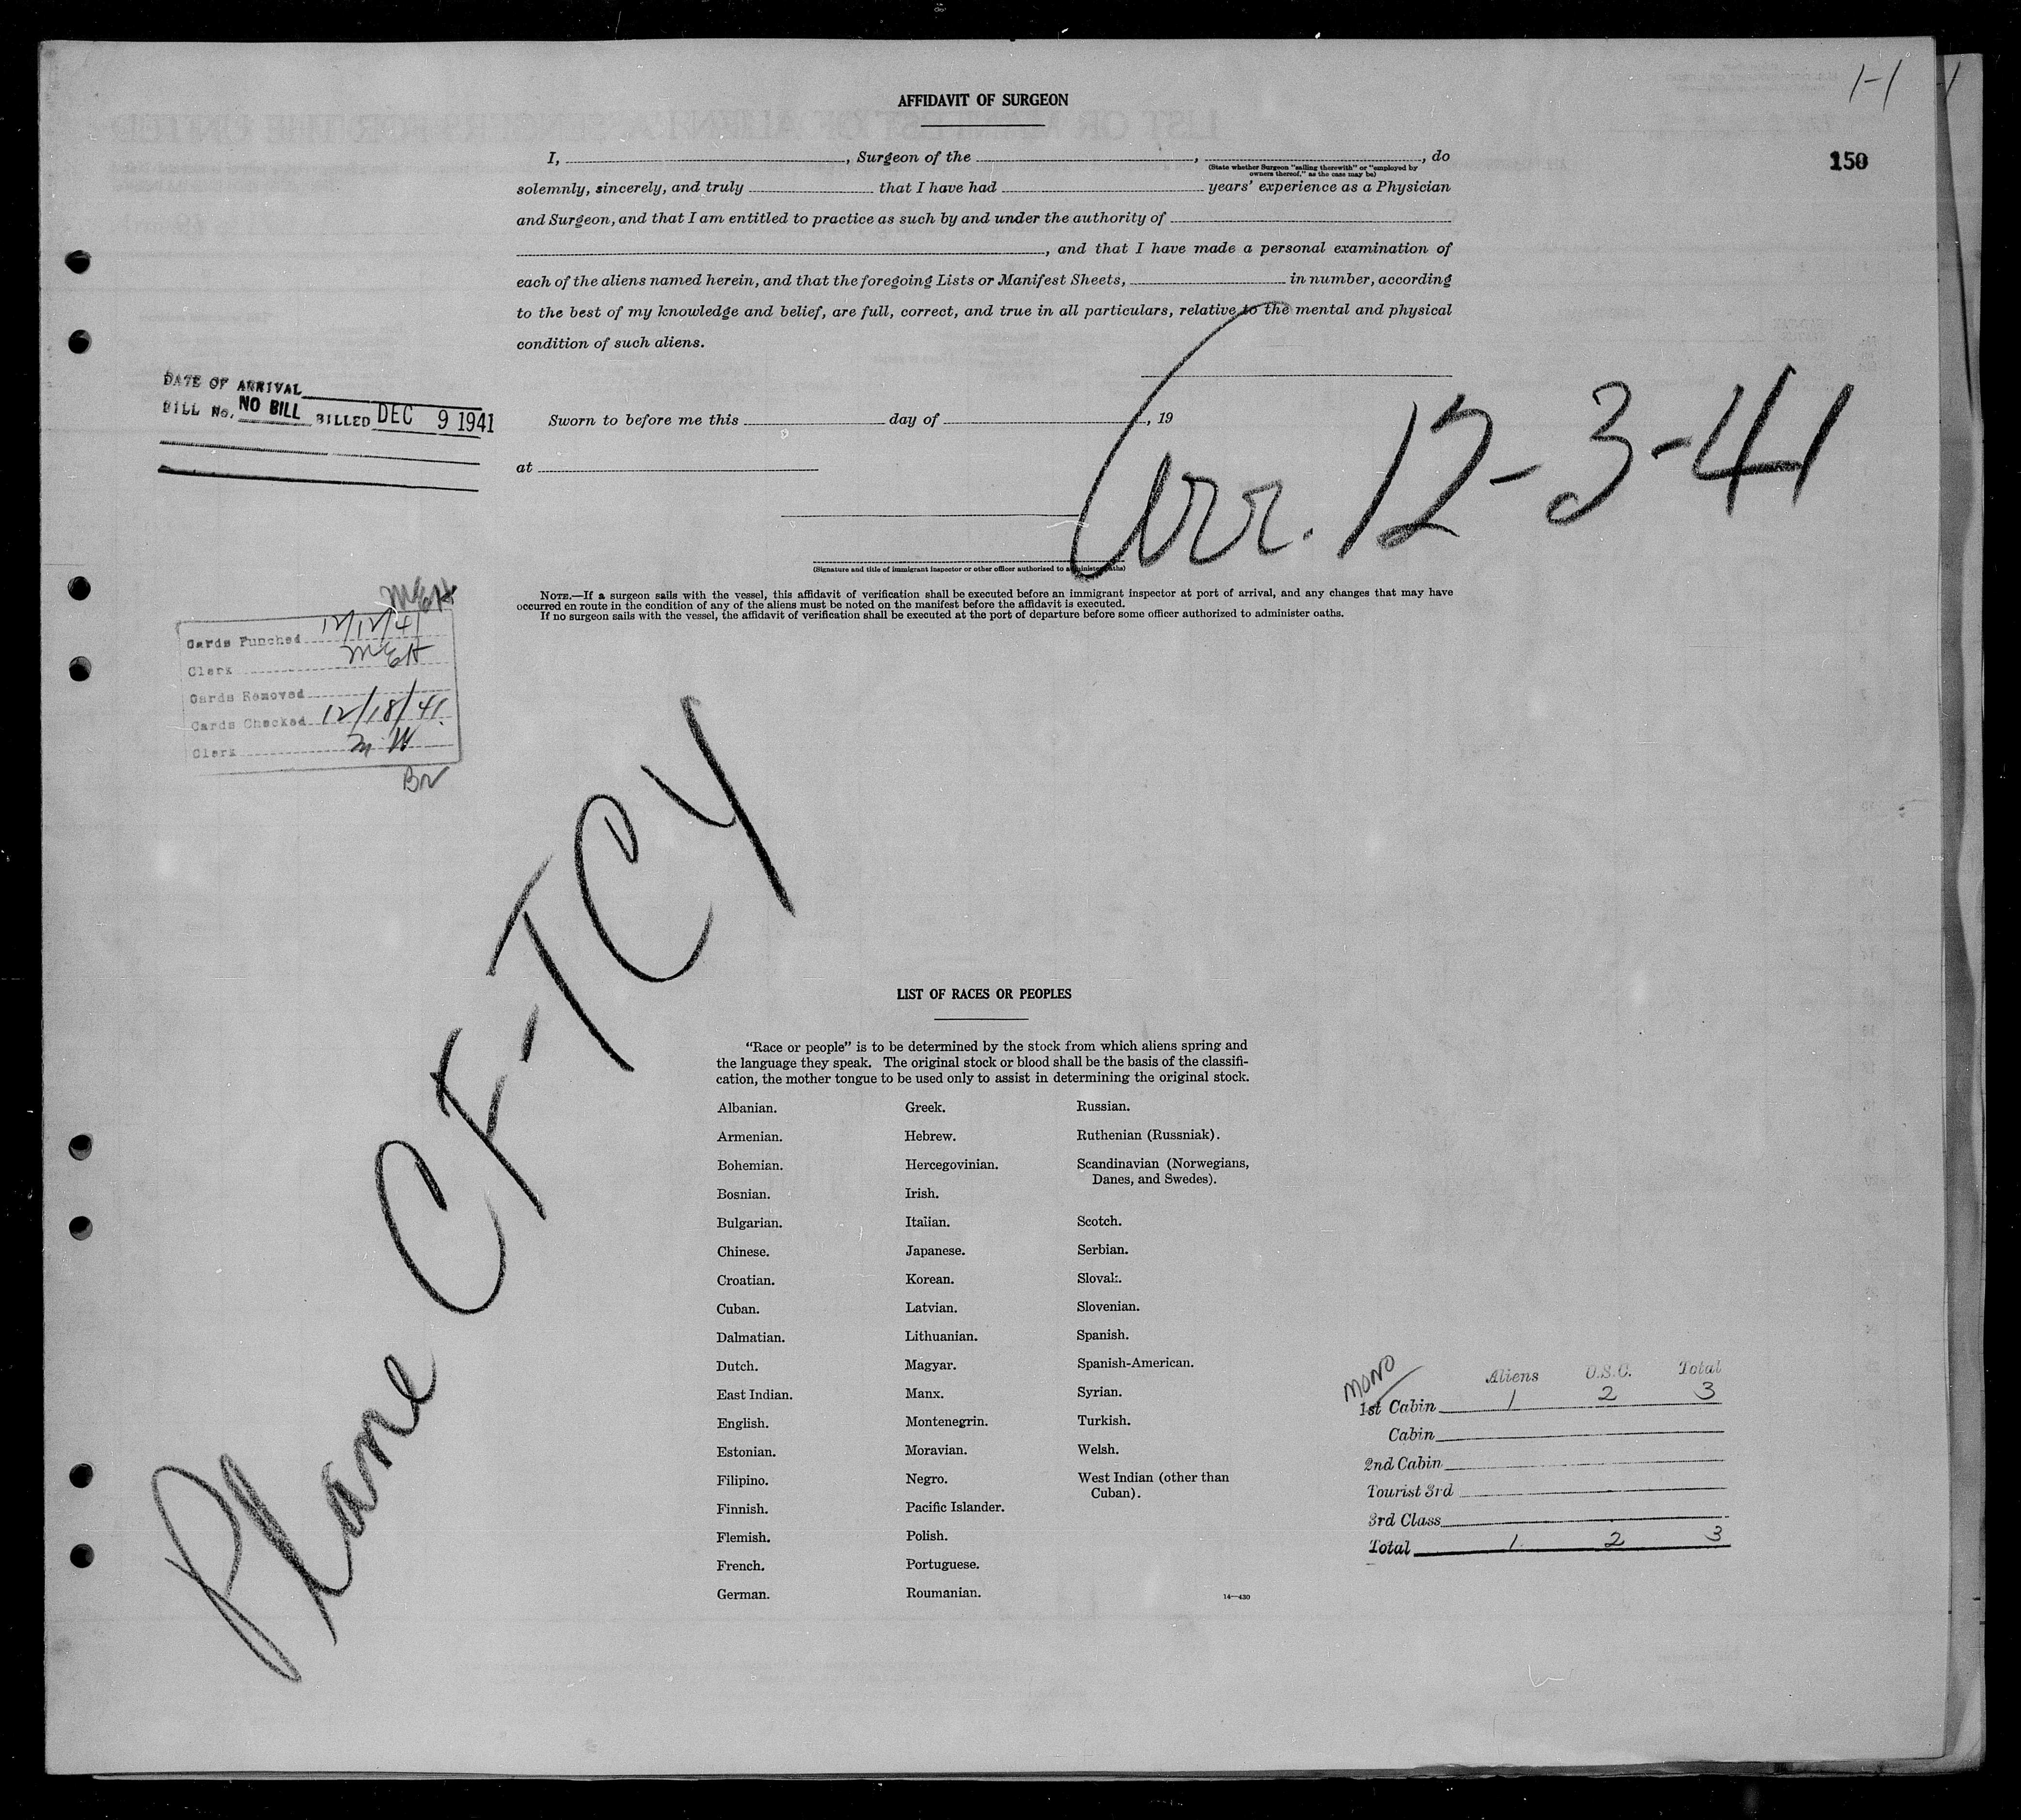 1-1
150
AFFIDAVIT OF SURGEON
I, , Surgeon of the , , do
(State whether Surgeon "sailing therewith" or "employed by
owners thereof," as the case may be)
solemnly, sincerely, and truly that I have had years' experience as a Physician
and Surgeon, and that I am entitled to practice as such by and under the authority of
, and that I have made a personal examination of
each of the aliens named herein, and that the foregoing Lists or Manifest Sheets, in number, according
to the best of my knowledge and belief, are full, correct, and true in all particulars, relative to the mental and physical
condition of such aliens.
DATE OF ARRIVAL
BILL No. NO BILL BILLED DEC 9 1941
Sworn to before me this day of , 19
at
Arr. 12-3-41
(Signature and title of immigrant inspector or other officer authorized to administer oaths)
NOTE.—If a surgeon sails with the vessel, this affidavit of verification shall be executed before an immigrant inspector at port of arrival, and any changes that may have
occurred en route in the condition of any of the aliens must be noted on the manifest before the affidavit is executed.
If no surgeon sails with the vessel, the affidavit of verification shall be executed at the port of departure before some officer authorized to administer oaths.
McEH
Cards Punched 12/12/41
Clerk McEH
Cards Removed
Cards Checked 12/18/41.
Clerk M W
Plane CF-TCY
LIST OF RACES OR PEOPLES
"Race or people" is to be determined by the stock from which aliens spring and
the language they speak. The original stock or blood shall be the basis of the classifi-
cation, the mother tongue to be used only to assist in determining the original stock.
Albanian.
Armenian.
Bohemian.
Bosnian.
Bulgarian.
Chinese.
Croatian.
Cuban.
Dalmatian.
Dutch.
East Indian.
English.
Estonian.
Filipino.
Finnish.
Flemish.
French.
German.
Greek.
Hebrew.
Hercegovinian.
Irish.
Italian.
Japanese.
Korean.
Latvian.
Lithuanian.
Magyar.
Manx.
Montenegrin.
Moravian.
Negro.
Pacific Islander.
Polish.
Portuguese.
Roumanian.
Russian.
Ruthenian (Russniak).
Scandinavian (Norwegians,
Danes, and Swedes).
Scotch.
Serbian.
Slovak.
Slovenian.
Spanish.
Spanish-American.
Syrian.
Turkish.
Welsh.
West Indian (other than
Cuban).
14—430
MONO
Aliens U.S.C. Total
1st Cabin 1 2 3
Cabin
2nd Cabin
Tourist 3rd
3rd Class
Total 1 2 3